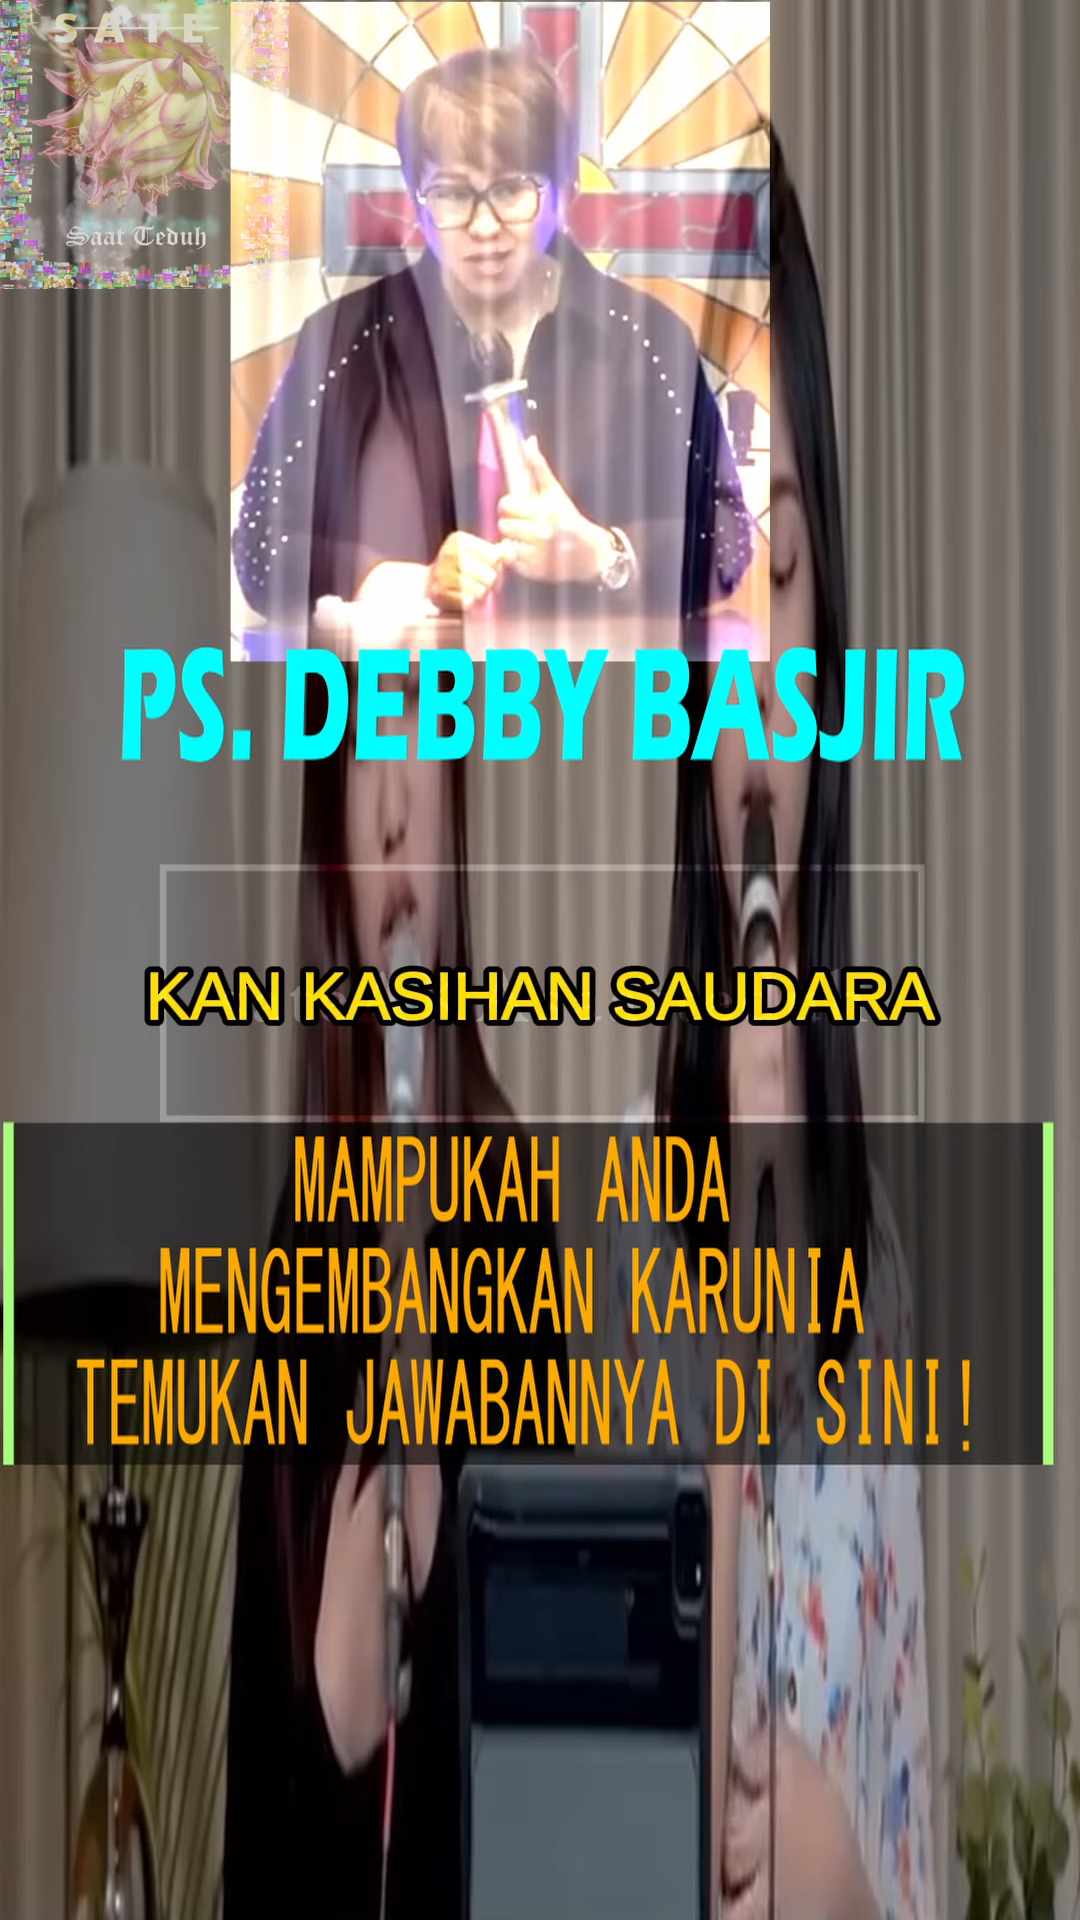 SATE
Saat Teduh
PS. DEBBY BASJIR
KAN KASIHAN SAUDARA
MAMPUKAH ANDA
MENGEMBANGKAN KARUNIA
TEMUKAN JAWABANNYA DI SINI!